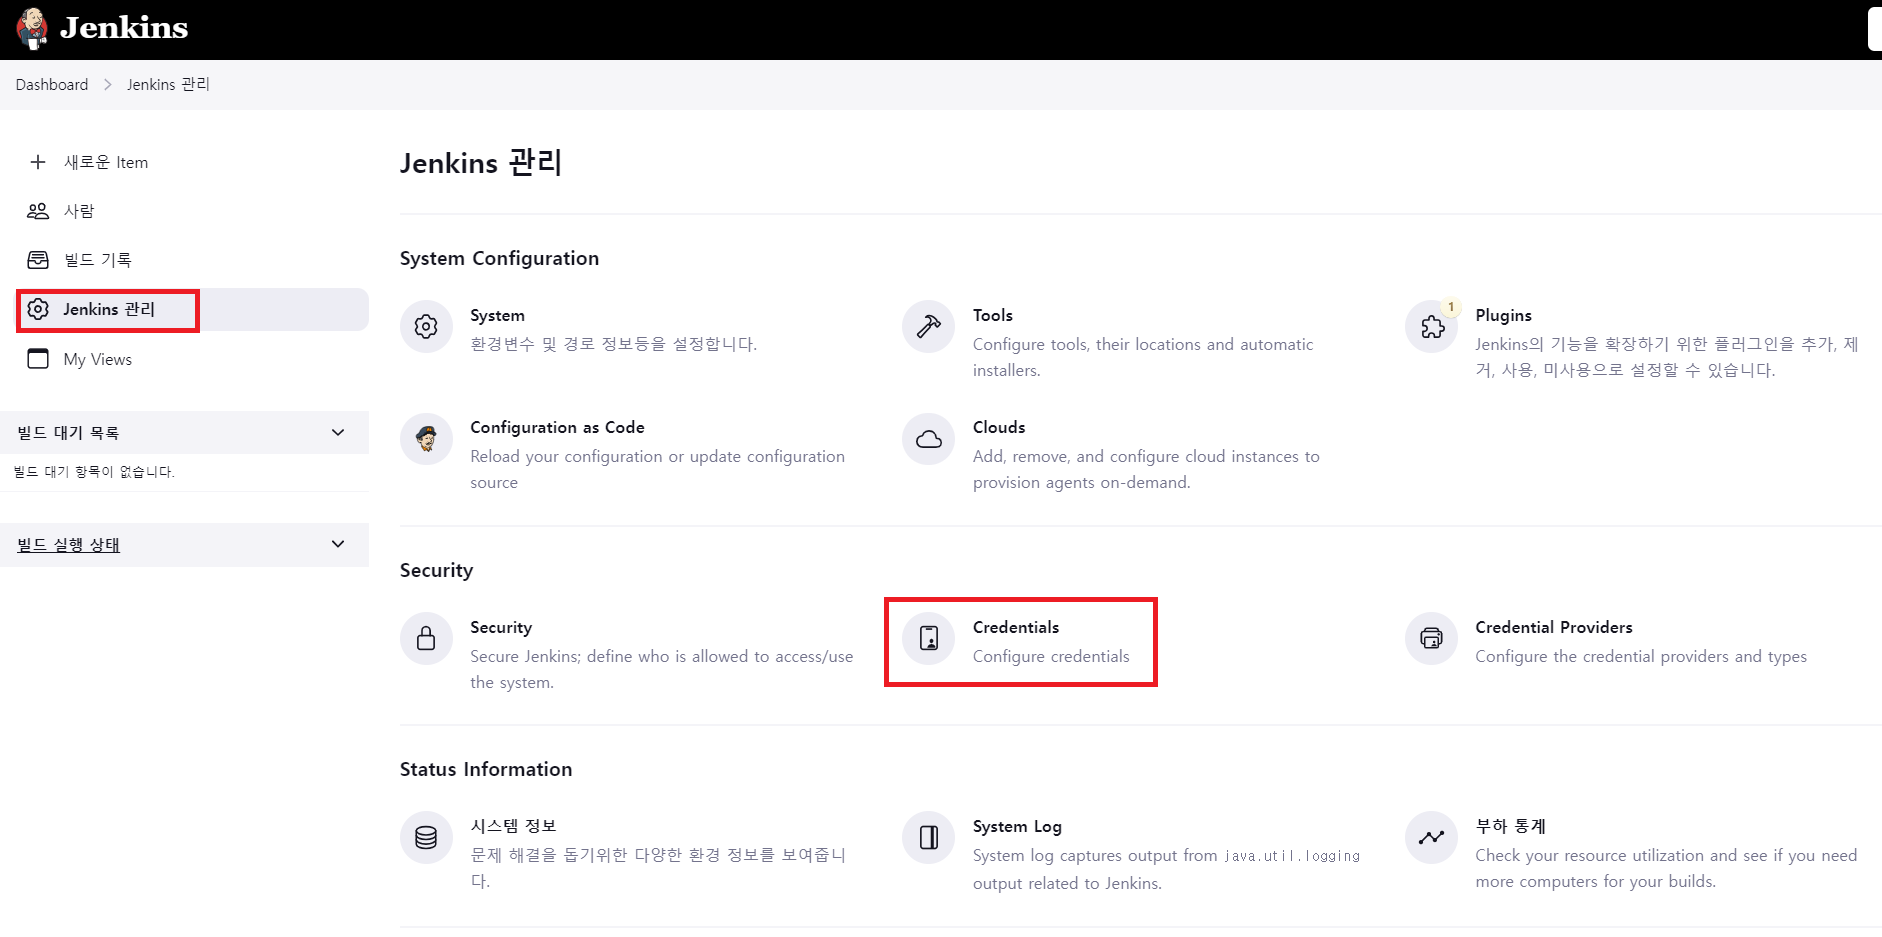 Jenkins
Dashboard > Jenkins 관리
새로운 Item
사람
빌드 기록
Jenkins 관리
My Views
빌드 대기 목록
빌드 대기 항목이 없습니다.
빌드 실행 상태
Jenkins 관리
System Configuration
System
환경변수 및 경로 정보등을 설정합니다.
Tools
Configure tools, their locations and automatic
installers.
1
Plugins
Jenkins의 기능을 확장하기 위한 플러그인을 추가, 제
거, 사용, 미사용으로 설정할 수 있습니다.
Configuration as Code
Reload your configuration or update configuration
source
Clouds
Add, remove, and configure cloud instances to
provision agents on-demand.
Security
Security
Secure Jenkins; define who is allowed to access/use
the system.
Credentials
Configure credentials
Credential Providers
Configure the credential providers and types
Status Information
시스템 정보
문제 해결을 돕기위한 다양한 환경 정보를 보여줍니
다.
System Log
System log captures output from java.util.logging
output related to Jenkins.
부하 통계
Check your resource utilization and see if you need
more computers for your builds.